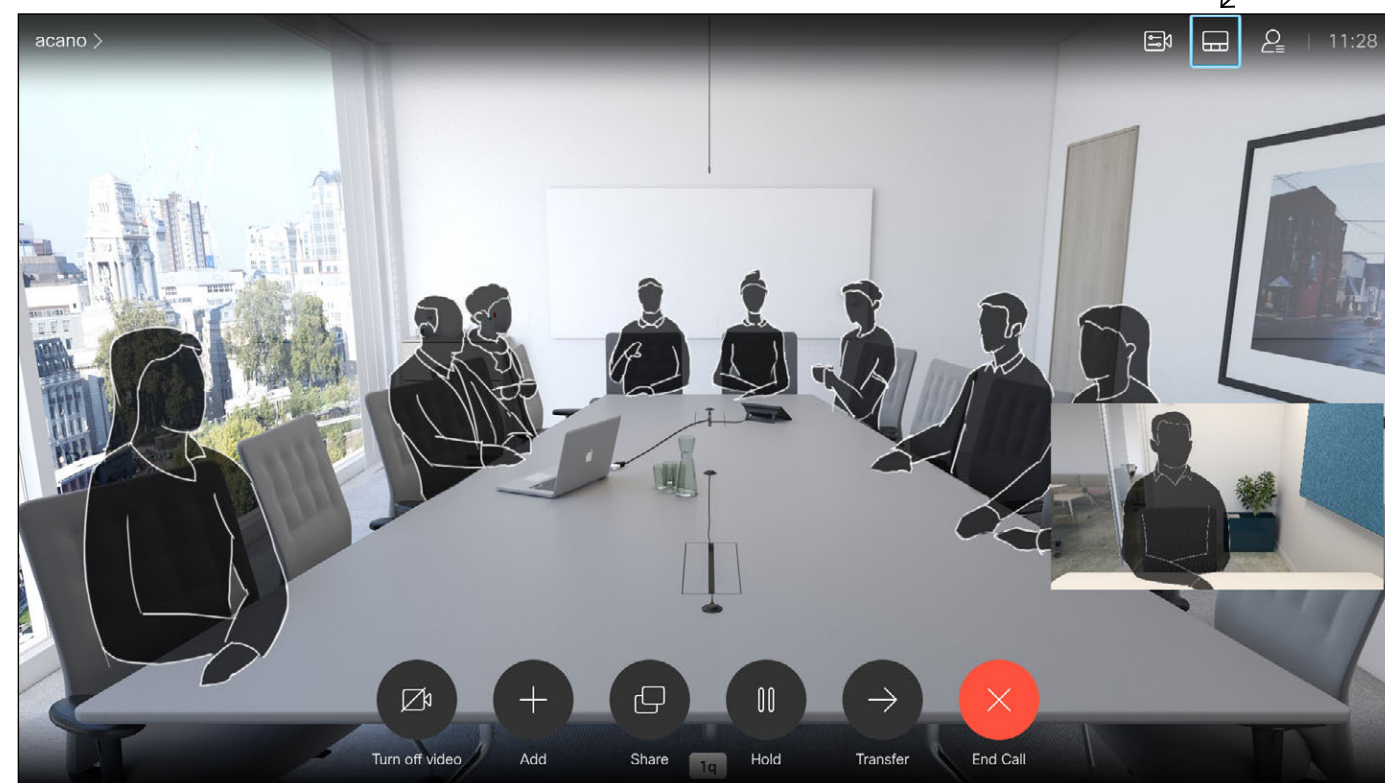 acano >
11:28
Turn off video
Add
Share
Hold
Transfer
End Call
1q